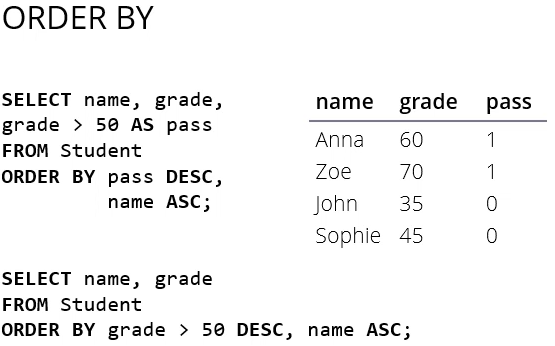 ORDER BY
SELECT name, grade,
grade > 50 AS pass
FROM Student
ORDER BY pass DESC,
name ASC;
name grade pass
Anna 60 1
Zoe 70 1
John 35 0
Sophie 45 0
SELECT name, grade
FROM Student
ORDER BY grade > 50 DESC, name ASC;